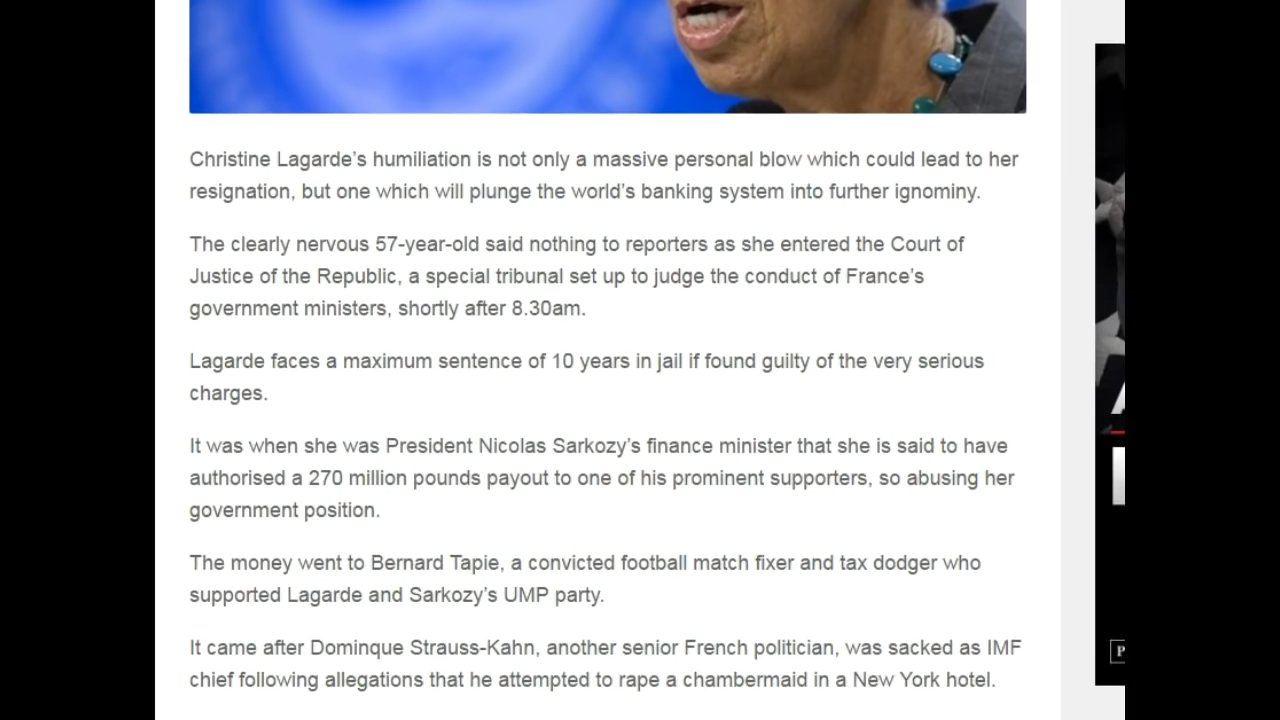 Christine Lagarde’s humiliation is not only a massive personal blow which could lead to her
resignation, but one which will plunge the world’s banking system into further ignominy.
The clearly nervous 57-year-old said nothing to reporters as she entered the Court of
Justice of the Republic, a special tribunal set up to judge the conduct of France’s
government ministers, shortly after 8.30am.
Lagarde faces a maximum sentence of 10 years in jail if found guilty of the very serious
charges.
It was when she was President Nicolas Sarkozy’s finance minister that she is said to have
authorised a 270 million pounds payout to one of his prominent supporters, so abusing her
government position.
The money went to Bernard Tapie, a convicted football match fixer and tax dodger who
supported Lagarde and Sarkozy’s UMP party.
It came after Dominque Strauss-Kahn, another senior French politician, was sacked as IMF
chief following allegations that he attempted to rape a chambermaid in a New York hotel.